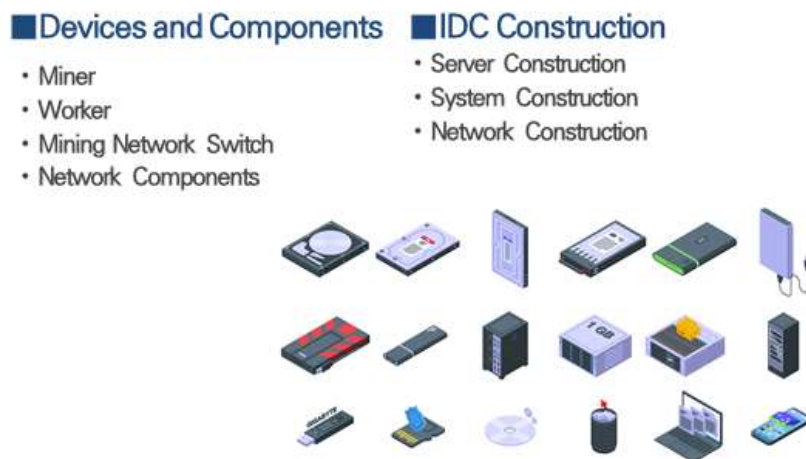 ■Devices and Components
• Miner
• Worker
• Mining Network Switch
• Network Components
■IDC Construction
• Server Construction
• System Construction
• Network Construction
1 GB
GIGABYTE